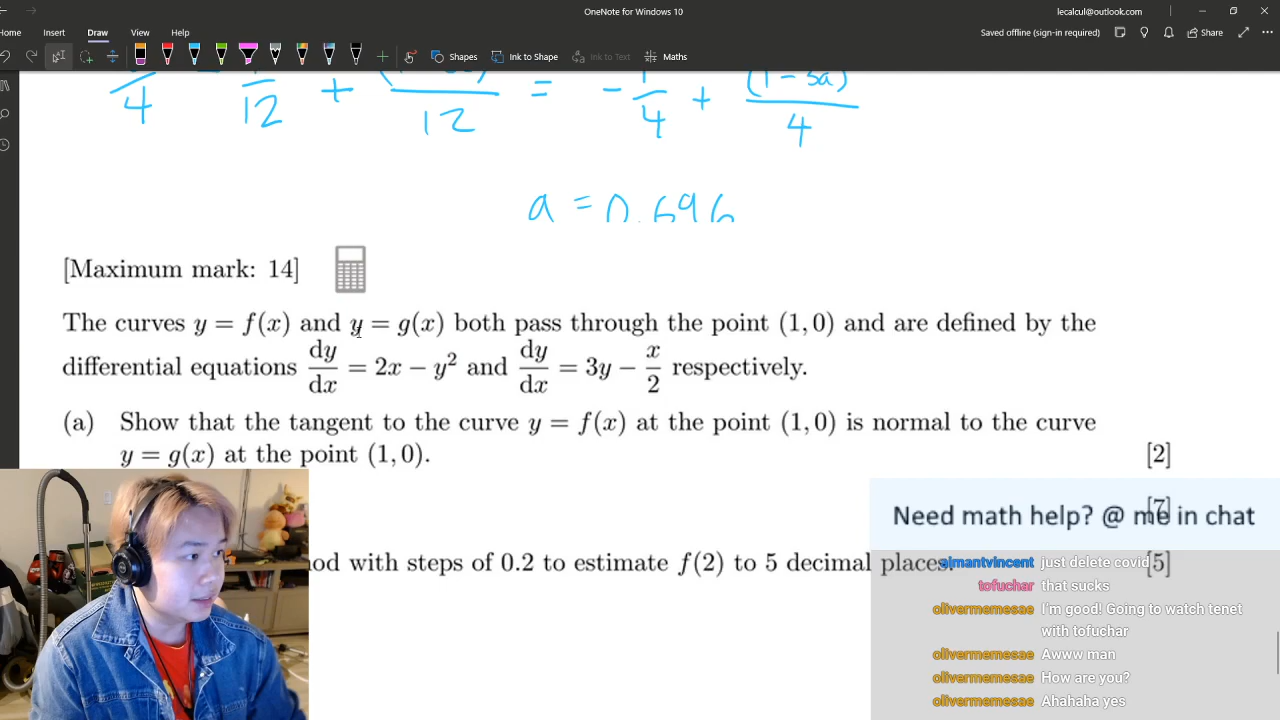 OneNote for Windows 10
lecalcul@outlook.com
Home Insert Draw View Help
Saved offline (sign-in required) Share
Shapes Ink to Shape Ink to Text Maths
4 12 + 12 = - 4 + (1 - 3a) 4
a = 0.696
[Maximum mark: 14]
The curves y = f(x) and y = g(x) both pass through the point (1, 0) and are defined by the
differential equations dy/dx = 2x − y² and dy/dx = 3y − x/2 respectively.
(a) Show that the tangent to the curve y = f(x) at the point (1, 0) is normal to the curve
y = g(x) at the point (1, 0). [2]
[7]
Need math help? @ me in chat
od with steps of 0.2 to estimate f(2) to 5 decimal places. [5]
aimantvincent just delete covid
tofuchar that sucks
olivermemesae I'm good! Going to watch tenet
with tofuchar
olivermemesae Awww man
olivermemesae How are you?
olivermemesae Ahahaha yes